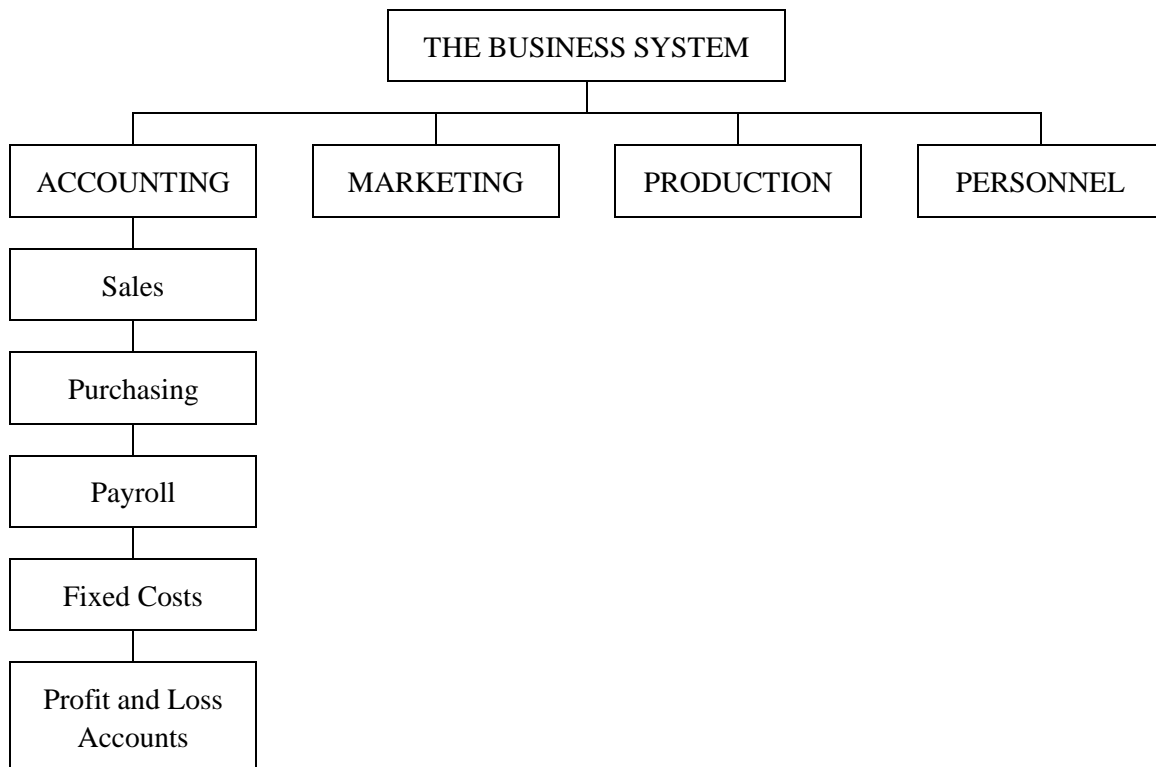 THE BUSINESS SYSTEM
ACCOUNTING
MARKETING
PRODUCTION
PERSONNEL
Sales
Purchasing
Payroll
Fixed Costs
Profit and Loss
Accounts